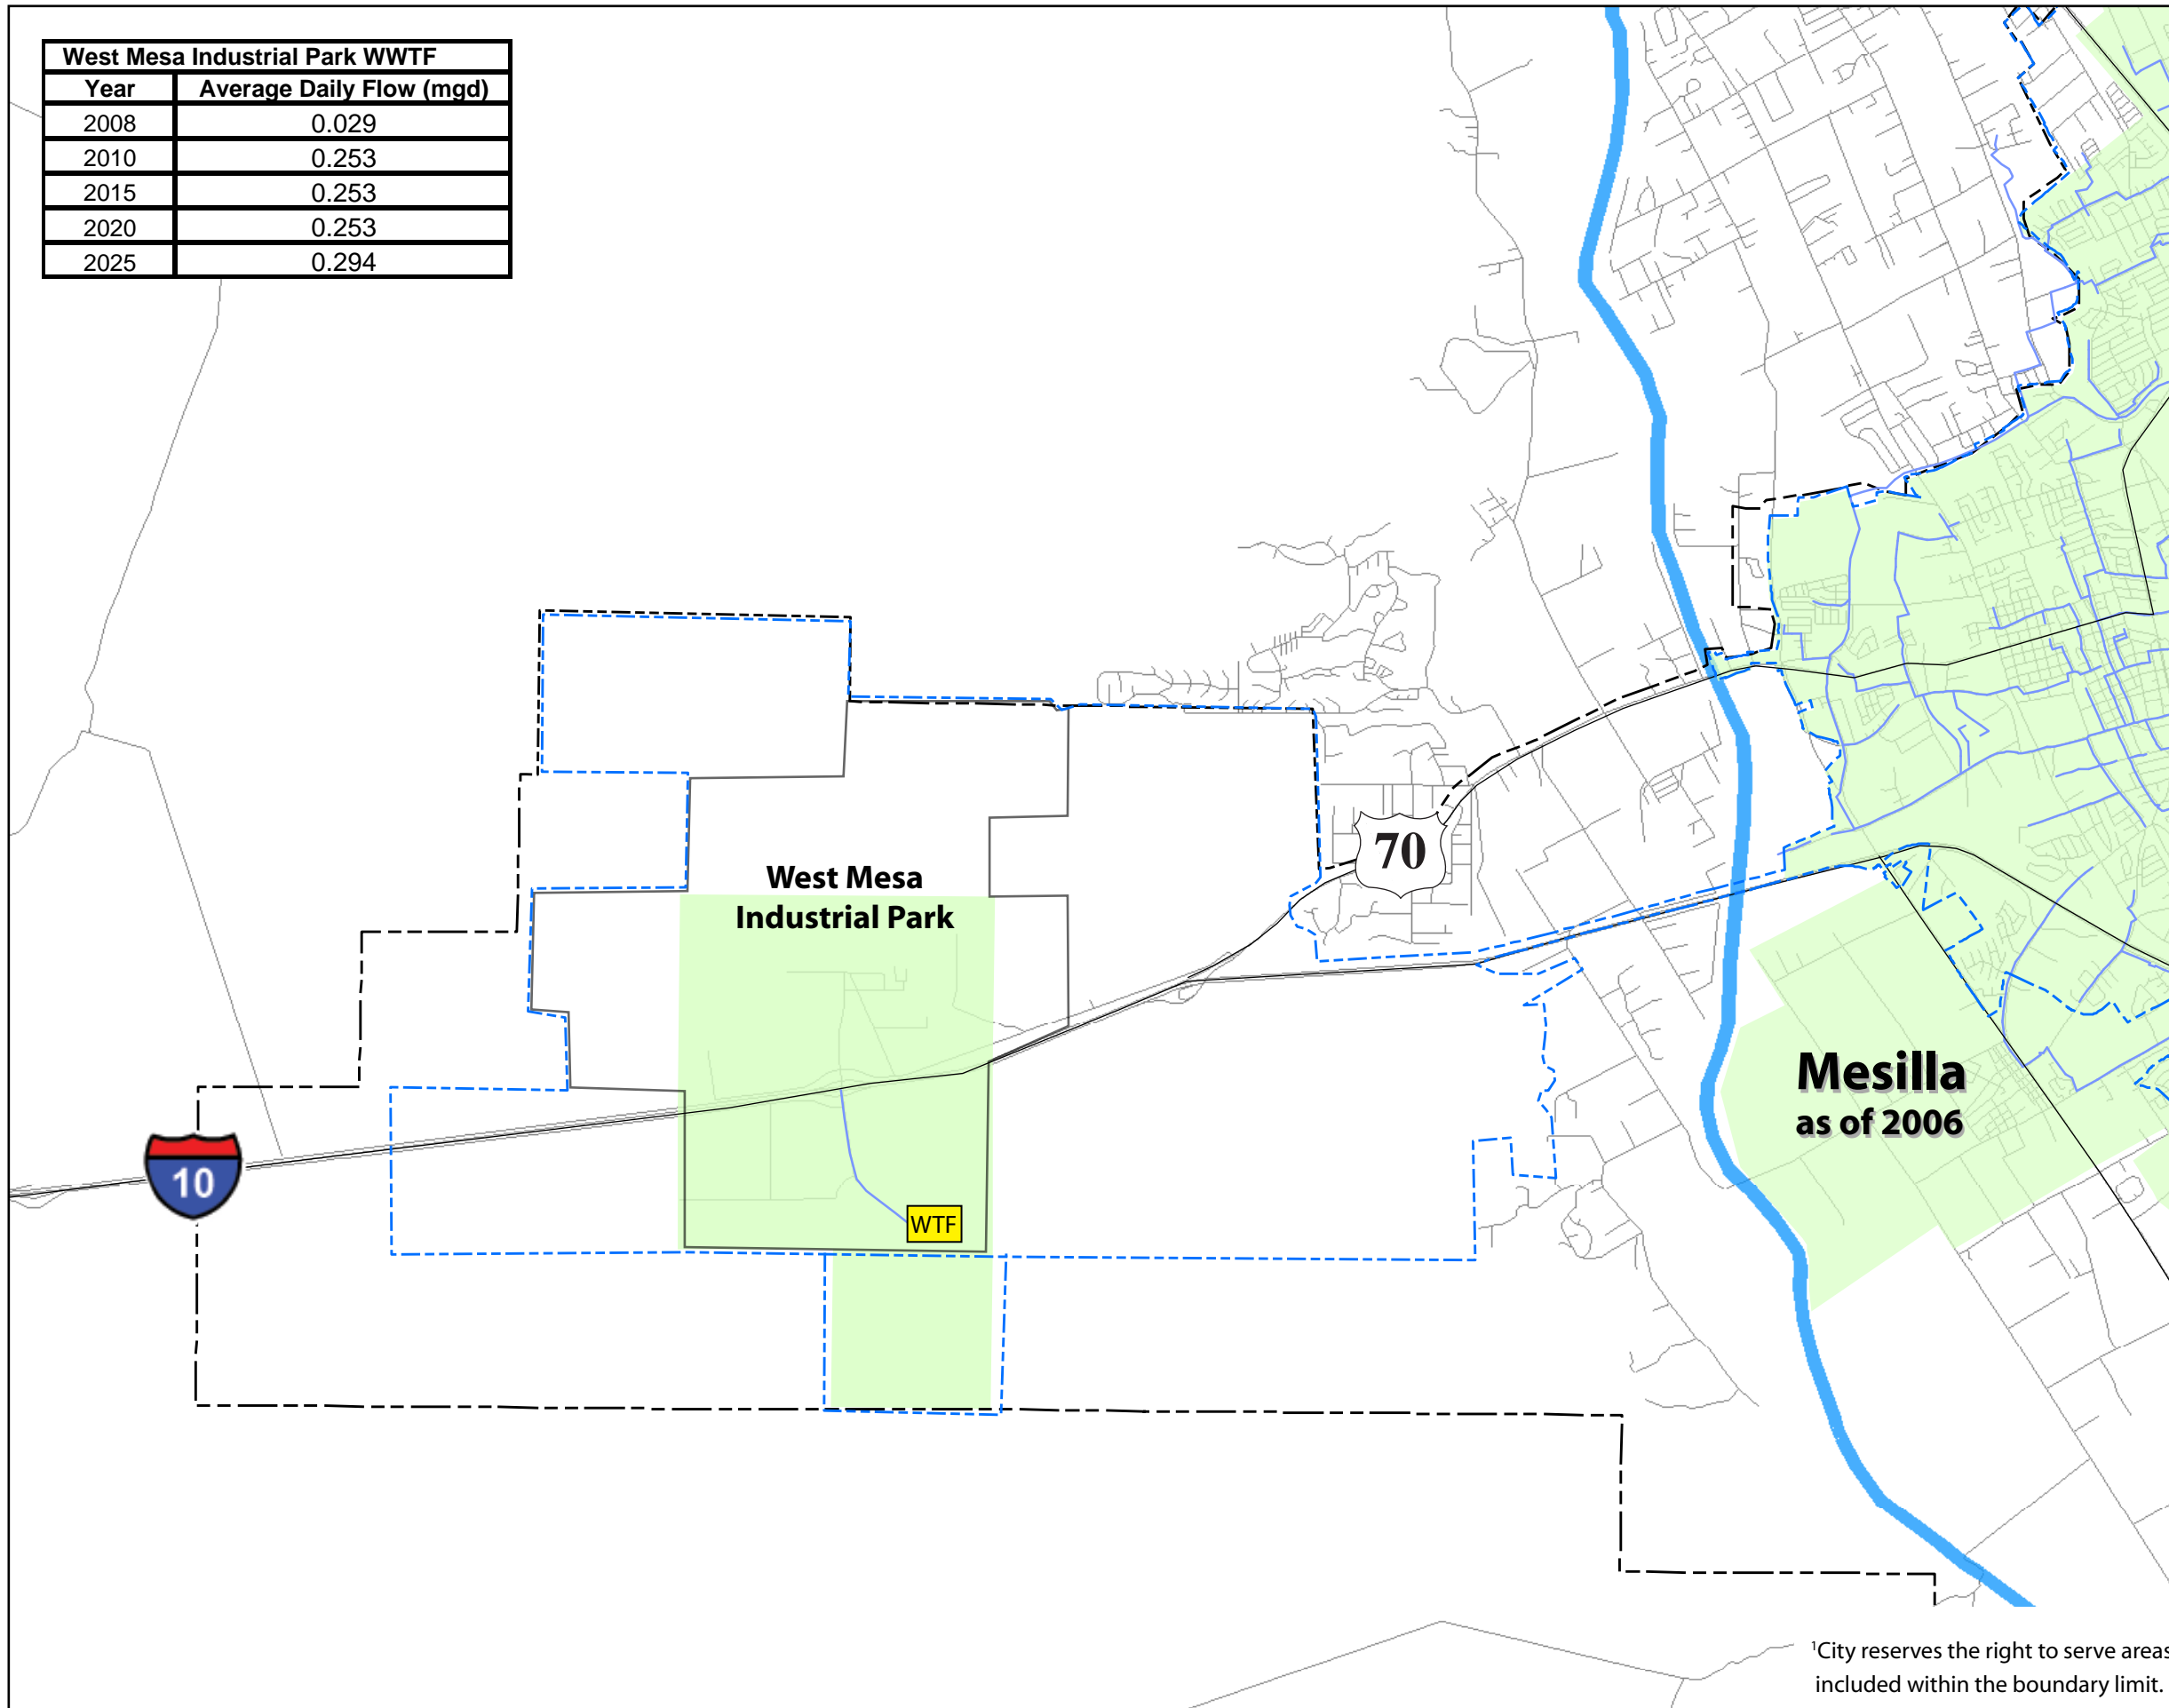 West Mesa Industrial Park WWTF
Year Average Daily Flow (mgd)
2008 0.029
2010 0.253
2015 0.253
2020 0.253
2025 0.294
70
West Mesa
Industrial Park
Mesilla
as of 2006
10
WTF
¹City reserves the right to serve areas
included within the boundary limit.